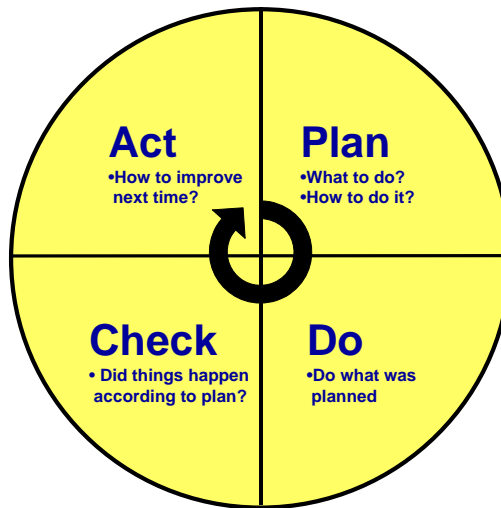 Act
•How to improve
next time?
Plan
•What to do?
•How to do it?
Check
• Did things happen
according to plan?
Do
•Do what was
planned